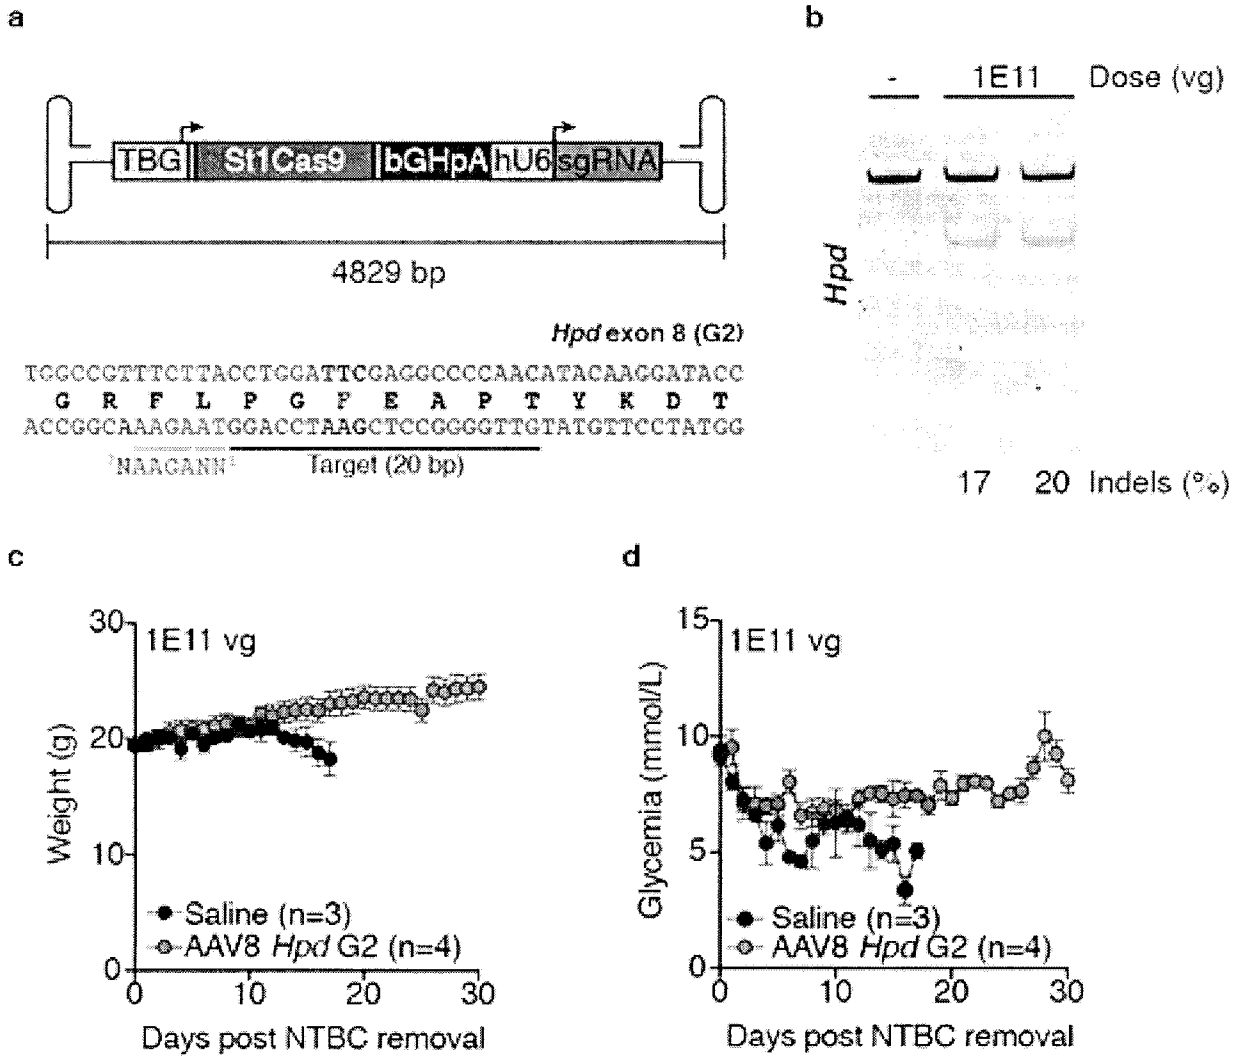 a
TBG St1Cas9 bGHpA hU6 sgRNA
4829 bp
Hpd exon 8 (G2)
TGGCCGTTTCTTACCTGGATTCGAGGCCCCAACATACAAGGATACC
G R F L P G F E A P T Y K D T
ACCGGCAAAGAATGGACCTAAGCTCCGGGGTTGTATGTTCCTATGG
NAAGANN Target (20 bp)
b
- 1E11 Dose (vg)
Hpd
17 20 Indels (%)
c
30
1E11 vg
20
10
0
Weight (g)
Saline (n=3)
AAV8 Hpd G2 (n=4)
0 10 20 30
Days post NTBC removal
d
15
1E11 vg
10
5
0
Glycemia (mmol/L)
Saline (n=3)
AAV8 Hpd G2 (n=4)
0 10 20 30
Days post NTBC removal